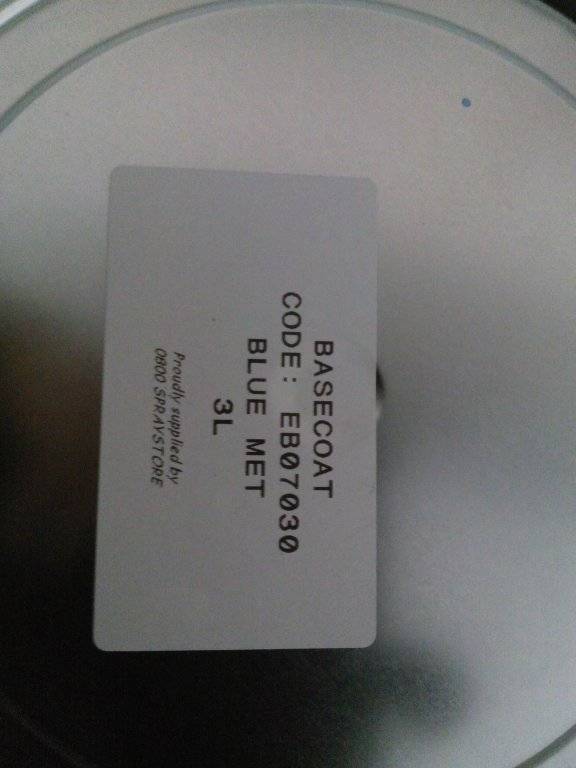 BASECOAT
CODE: EB07030
BLUE MET
3L
Proudly supplied by
0800 SPRAYSTORE